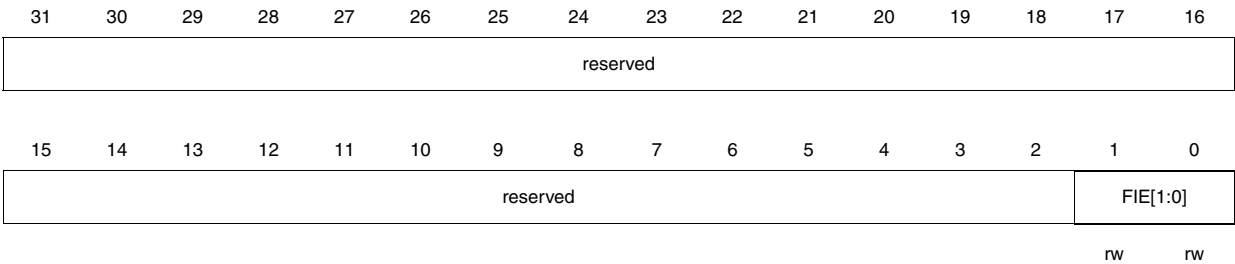 31 30 29 28 27 26 25 24 23 22 21 20 19 18 17 16
reserved
15 14 13 12 11 10 9 8 7 6 5 4 3 2 1 0
reserved FIE[1:0]
rw rw